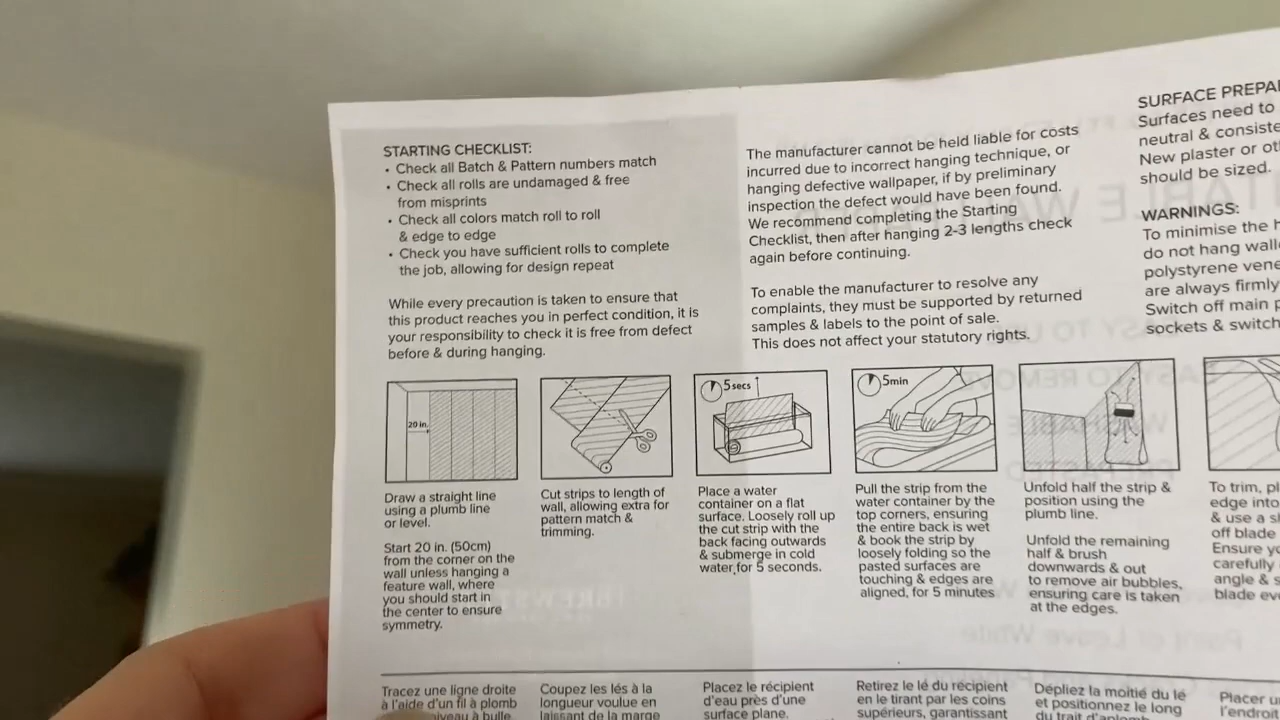 STARTING CHECKLIST:
• Check all Batch & Pattern numbers match
• Check all rolls are undamaged & free
from misprints
• Check all colors match roll to roll
& edge to edge
• Check you have sufficient rolls to complete
the job, allowing for design repeat
While every precaution is taken to ensure that
this product reaches you in perfect condition, it is
your responsibility to check it is free from defect
before & during hanging.
The manufacturer cannot be held liable for costs
incurred due to incorrect hanging technique, or
hanging defective wallpaper, if by preliminary
inspection the defect would have been found.
We recommend completing the Starting
Checklist, then after hanging 2-3 lengths check
again before continuing.
To enable the manufacturer to resolve any
complaints, they must be supported by returned
samples & labels to the point of sale.
This does not affect your statutory rights.
SURFACE
Surfaces need to
neutral &
New plaster or
should be sized.
WARNINGS:
To minimise the
do not hang
polystyrene
are always firmly
Switch off main
sockets &
20 in.
5 secs
5min
Draw a straight line
using a plumb line
or level.
Start 20 in. (50cm)
from the corner on the
wall unless hanging a
feature wall, where
you should start in
the center to ensure
symmetry.
Cut strips to length of
wall, allowing extra for
pattern match &
trimming.
Place a water
container on a flat
surface. Loosely roll up
the cut strip with the
back facing outwards
& submerge in cold
water,for 5 seconds.
Pull the strip from the
water container by the
top corners, ensuring
the entire back is wet
& book the strip by
loosely folding so the
pasted surfaces are
touching & edges are
aligned, for 5 minutes
Unfold half the strip &
position using the
plumb line.
Unfold the remaining
half & brush
downwards & out
to remove air bubbles,
ensuring care is taken
at the edges.
To trim,
edge into
& use a
off blade
Ensure
carefully
angle &
blade
Tracez une ligne droite
à l'aide d'un fil à plomb
niveau à bulle.
Coupez les lés à la
longueur voulue en
laissant de la marge
Placez le récipient
d'eau près d'une
surface plane.
Retirez le lé du récipient
en le tirant par les coins
supérieurs, garantissant
Dépliez la moitié du lé
et positionnez le long
du trait d'aplomb
Placer
l'endroit